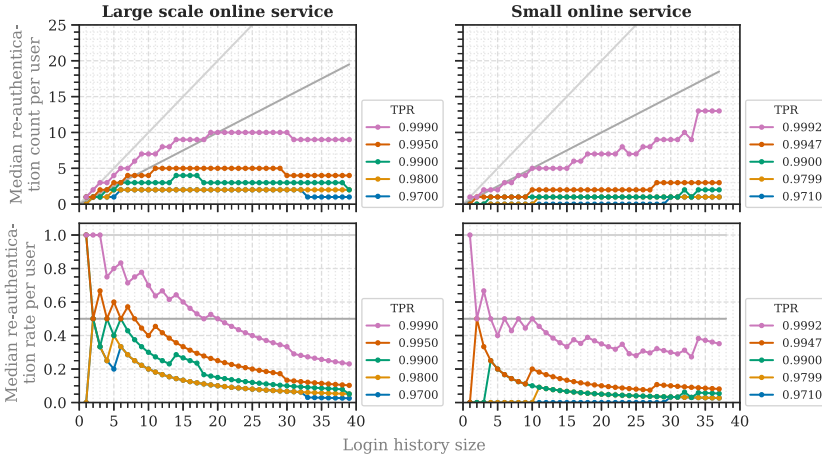 Large scale online service
Small online service
Median re-authentica-
tion count per user
25
20
15
10
5
0
TPR
0.9990
0.9950
0.9900
0.9800
0.9700
TPR
0.9992
0.9947
0.9900
0.9799
0.9710
Median re-authentica-
tion rate per user
1.0
0.8
0.6
0.4
0.2
0.0
0 5 10 15 20 25 30 35 40
TPR
0.9990
0.9950
0.9900
0.9800
0.9700
0 5 10 15 20 25 30 35 40
TPR
0.9992
0.9947
0.9900
0.9799
0.9710
Login history size